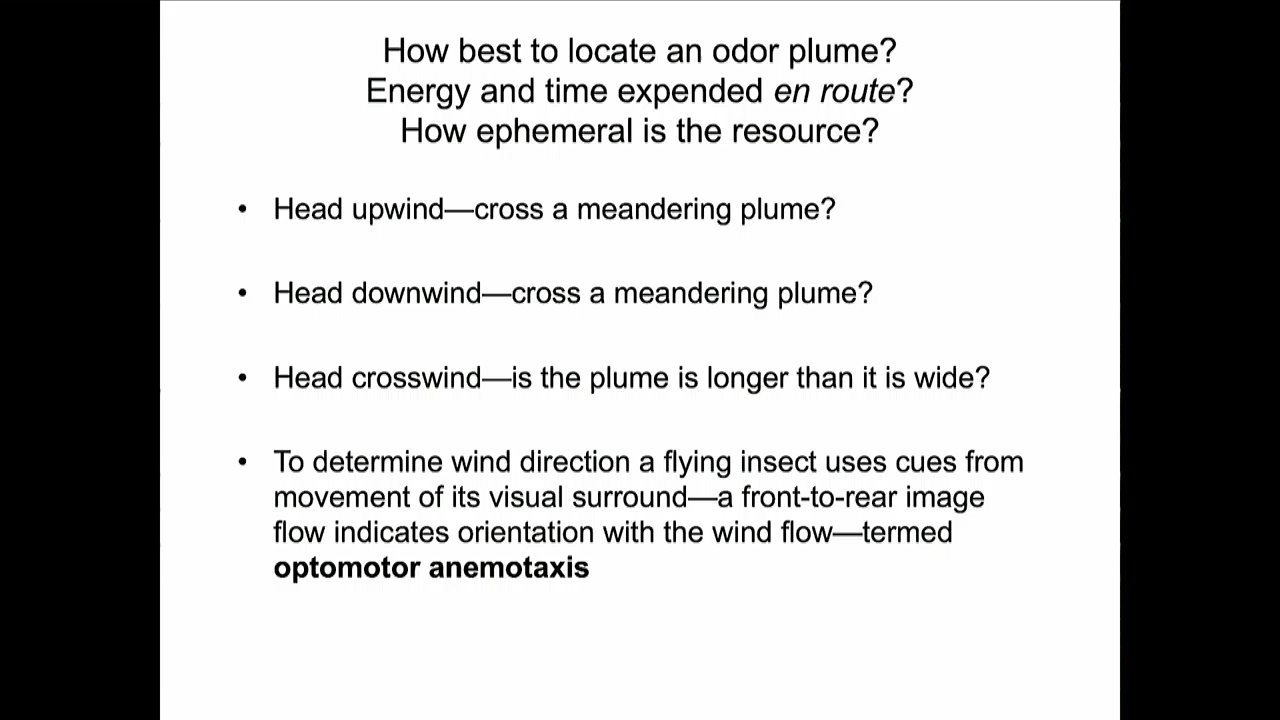 How best to locate an odor plume?
Energy and time expended en route?
How ephemeral is the resource?
• Head upwind—cross a meandering plume?
• Head downwind—cross a meandering plume?
• Head crosswind—is the plume is longer than it is wide?
• To determine wind direction a flying insect uses cues from
movement of its visual surround—a front-to-rear image
flow indicates orientation with the wind flow—termed
optomotor anemotaxis